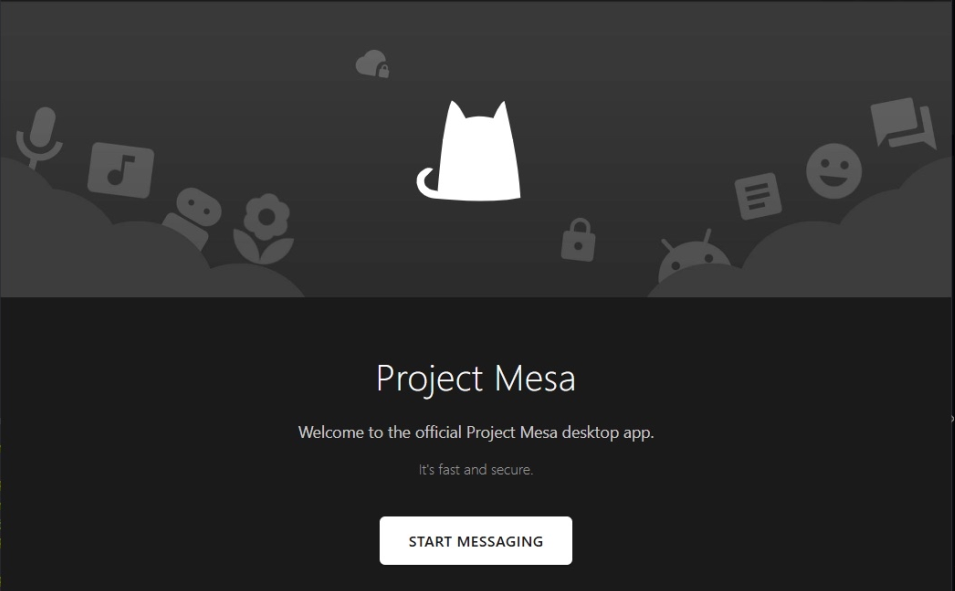 Project Mesa
Welcome to the official Project Mesa desktop app.
It's fast and secure.
START MESSAGING